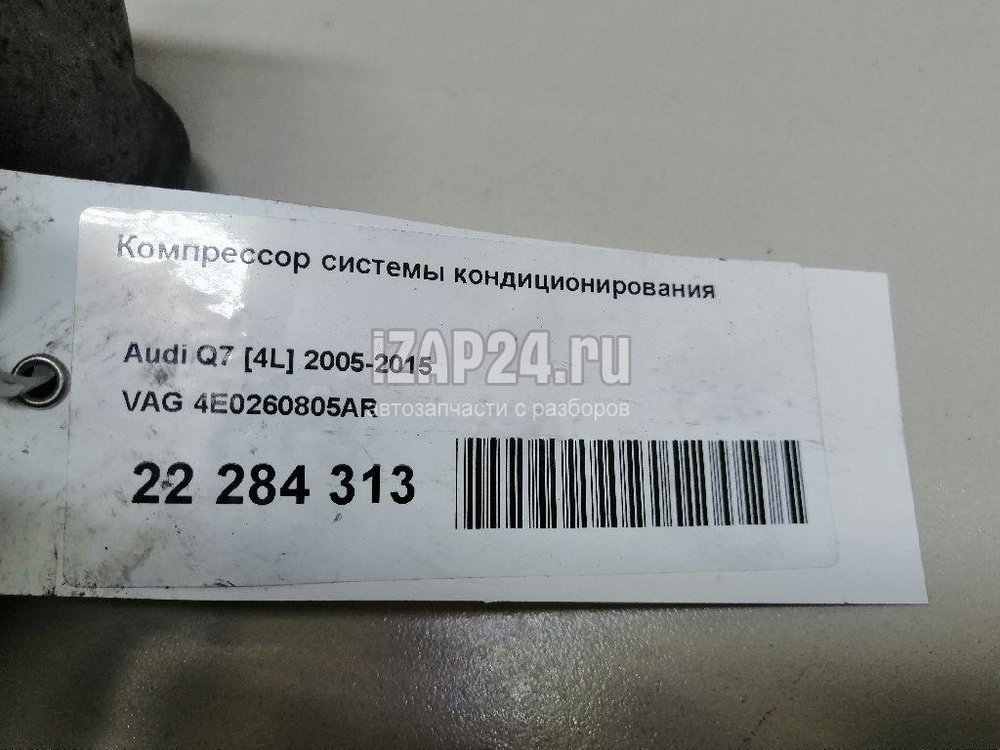 Компрессор системы кондиционирования
iZAP24.ru
Audi Q7 [4L] 2005-2015
автозапчасти с разборов
VAG 4E0260805AR
22 284 313